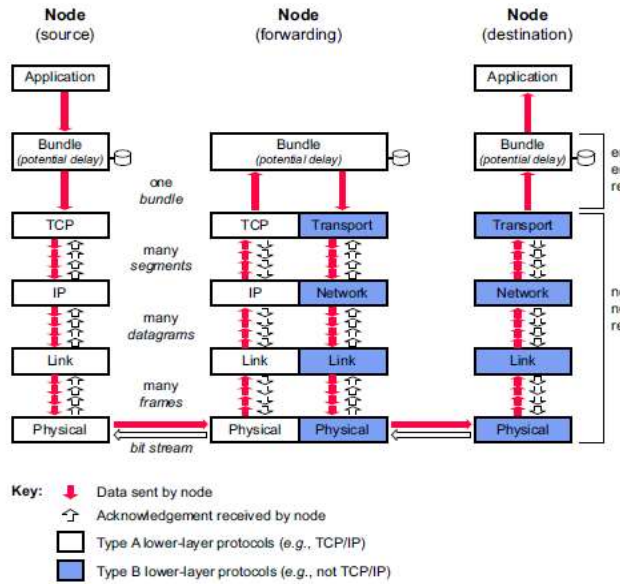 Node Node Node
(source) (forwarding) (destination)
Application Application
Bundle Bundle Bundle
(potential delay) (potential delay) (potential delay)
one
bundle
TCP TCP Transport Transport
many
segments
IP IP Network Network
many
datagrams
Link Link Link Link
many
frames
Physical Physical Physical Physical
bit stream
Key: Data sent by node
Acknowledgement received by node
Type A lower-layer protocols (e.g., TCP/IP)
Type B lower-layer protocols (e.g., not TCP/IP)